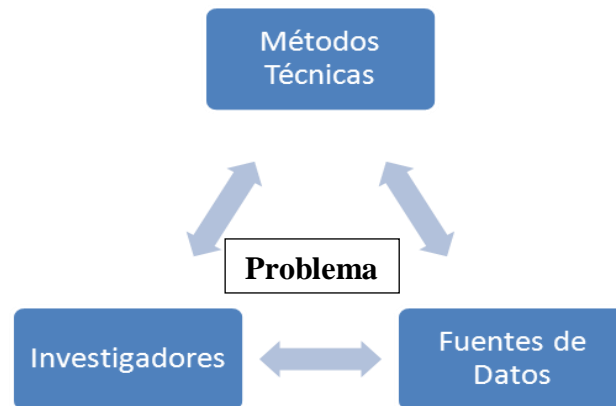 Métodos
Técnicas
Problema
Investigadores
Fuentes de
Datos